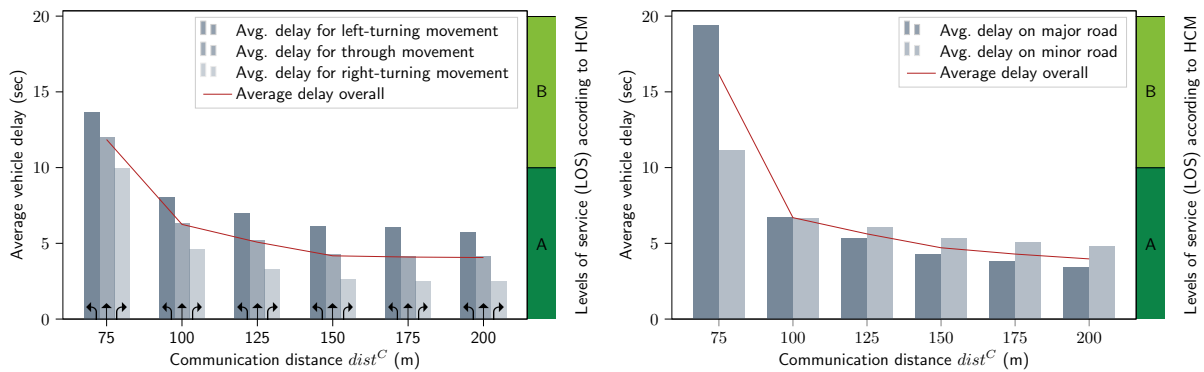 Avg. delay for left-turning movement
Avg. delay for through movement
Avg. delay for right-turning movement
Average delay overall
Average vehicle delay (sec)
20
15
10
5
0
75 100 125 150 175 200
Communication distance dist^C (m)
B
A
Levels of service (LOS) according to HCM
Avg. delay on major road
Avg. delay on minor road
Average delay overall
Average vehicle delay (sec)
20
15
10
5
0
75 100 125 150 175 200
Communication distance dist^C (m)
B
A
Levels of service (LOS) according to HCM